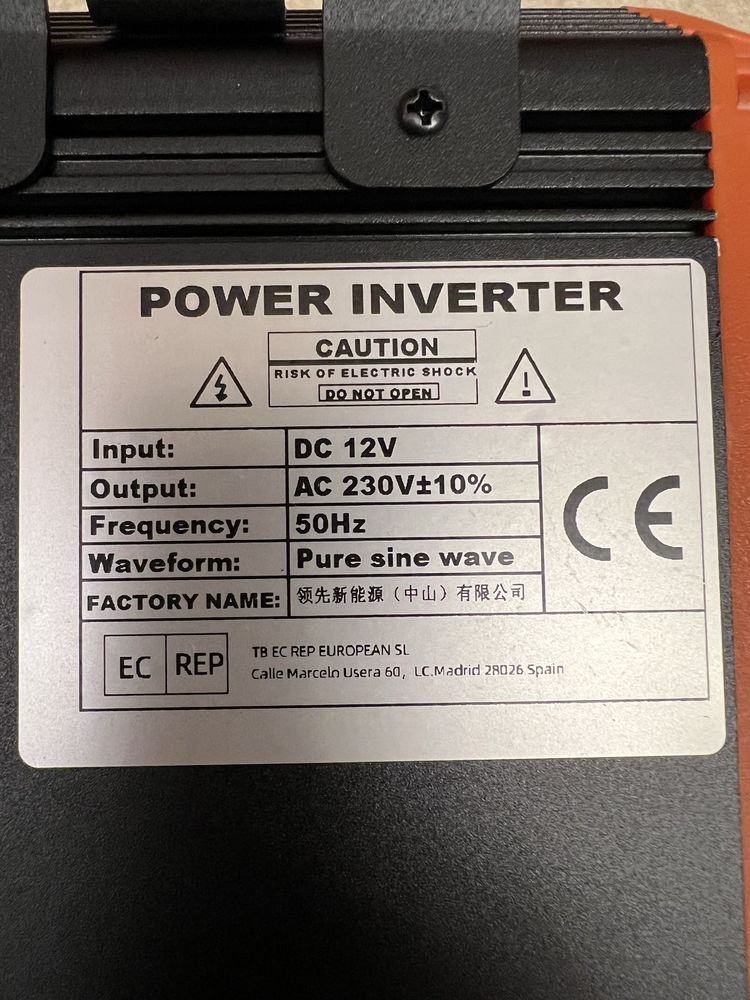 POWER INVERTER
CAUTION
RISK OF ELECTRIC SHOCK
DO NOT OPEN
Input: DC 12V
Output: AC 230V±10%
Frequency: 50Hz
Waveform: Pure sine wave
FACTORY NAME: 领先新能源（中山）有限公司
CE
EC REP
TB EC REP EUROPEAN SL
Calle Marcelo Usera 60, LC.Madrid 28026 Spain